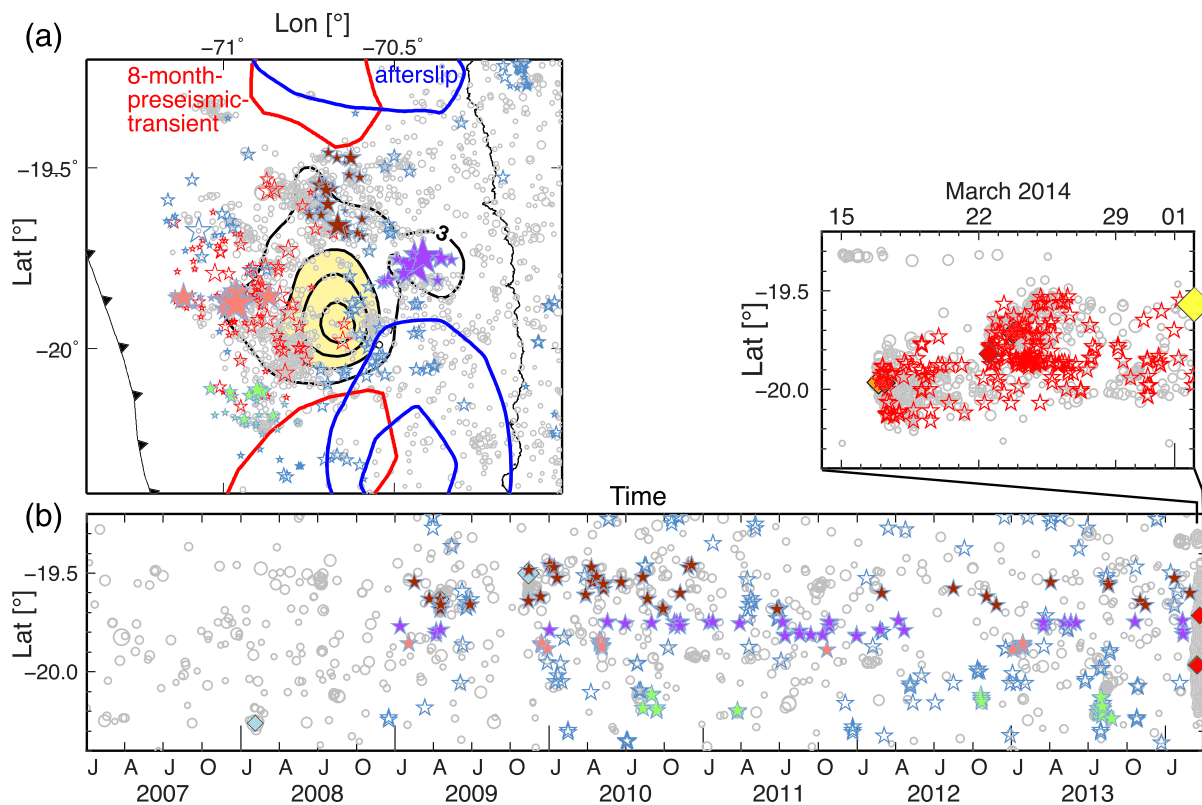 (a)
Lon [°]
−71°
−70.5°
8-month-
preseismic-
transient
afterslip
−19.5°
−20°
Lat [°]
3
March 2014
15 22 29 01
−19.5
−20.0
Lat [°]
Time
(b)
−19.5
−20.0
Lat [°]
J A J O J A J O J A J O J A J O J A J O J A J O J A J O J
2007 2008 2009 2010 2011 2012 2013